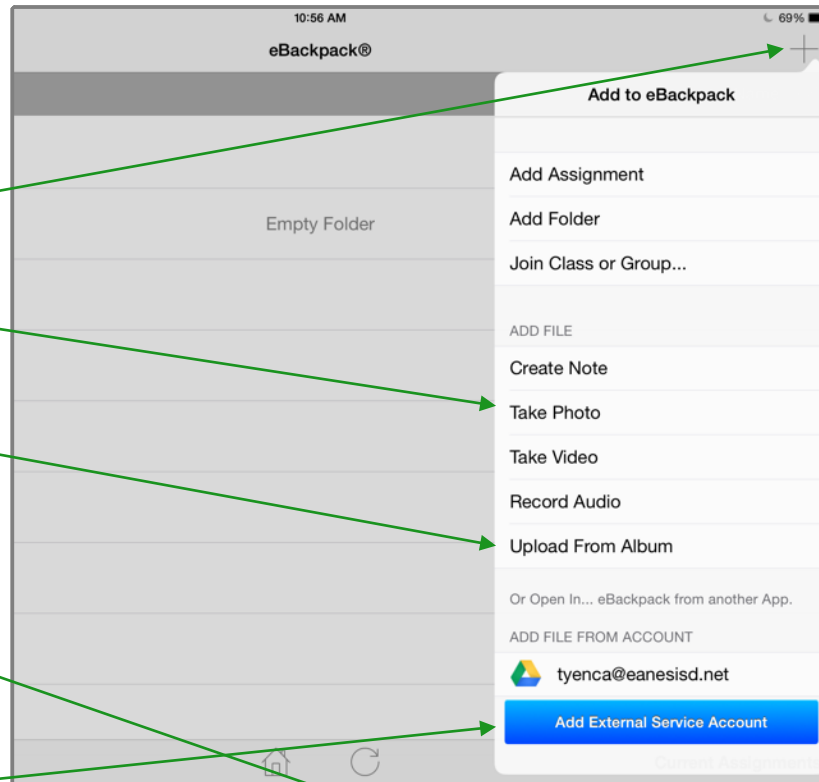 10:56 AM
69%
eBackpack®
Add to eBackpack
Add Assignment
Add Folder
Empty Folder
Join Class or Group...
ADD FILE
Create Note
Take Photo
Take Video
Record Audio
Upload From Album
Or Open In... eBackpack from another App.
ADD FILE FROM ACCOUNT
tyenca@eanesisd.net
Add External Service Account
Current Assignments